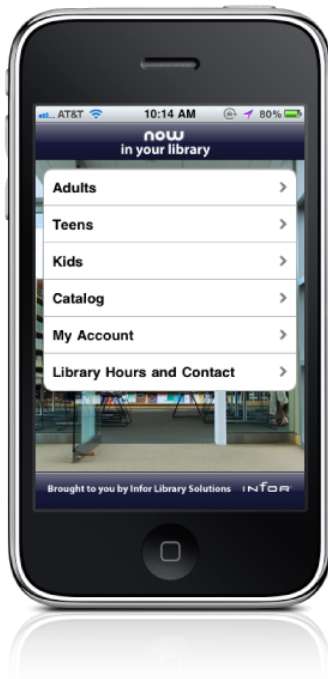 AT&T 10:14 AM 80%
now
in your library
Adults
Teens
Kids
Catalog
My Account
Library Hours and Contact
Brought to you by Infor Library Solutions INFOR